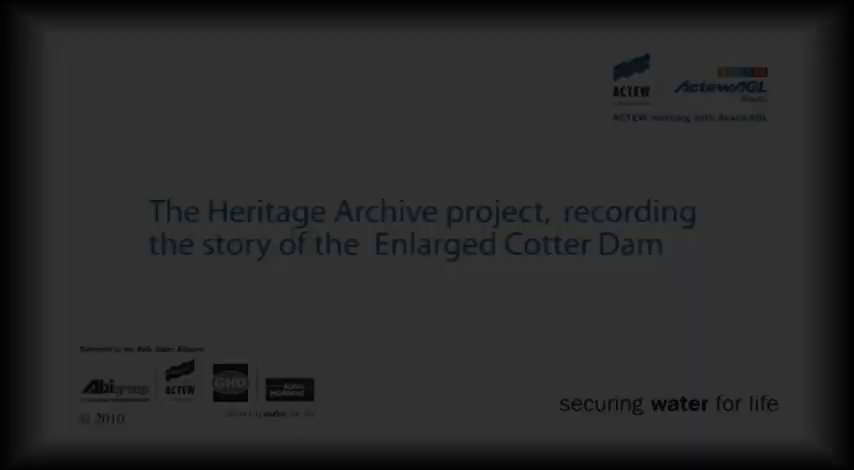 ACTEW
ActewAGL
ACTEW working with ActewAGL
The Heritage Archive project, recording
the story of the Enlarged Cotter Dam
Abigroup
ACTEW
GHD
© 2010
securing water for life